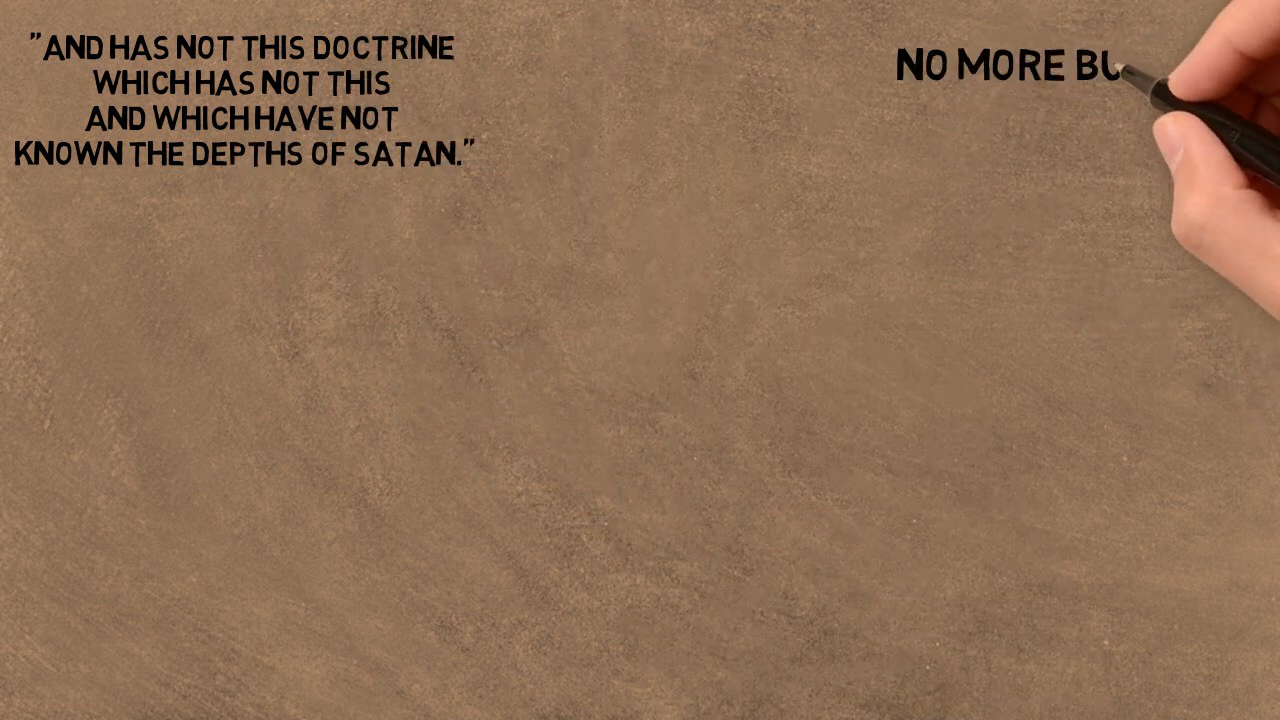 "AND HAS NOT THIS DOCTRINE
WHICH HAS NOT THIS
AND WHICH HAVE NOT
KNOWN THE DEPTHS OF SATAN."
NO MORE BU